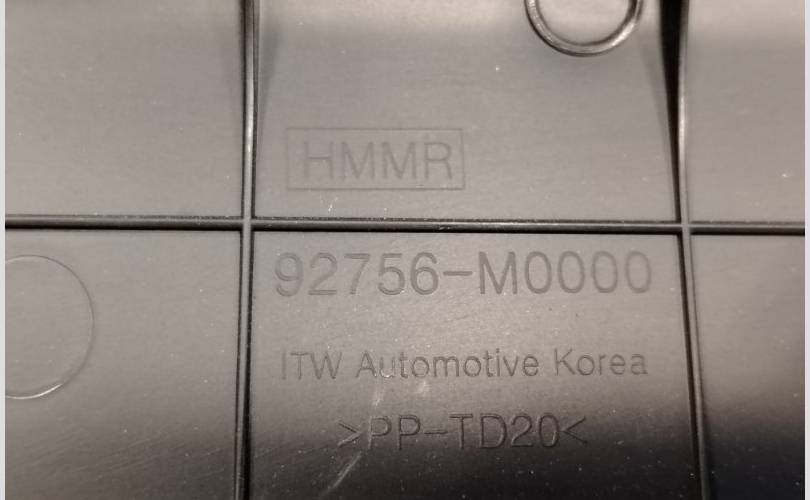 HMMR
92756-M0000
ITW Automotive Korea
>PP-TD20<